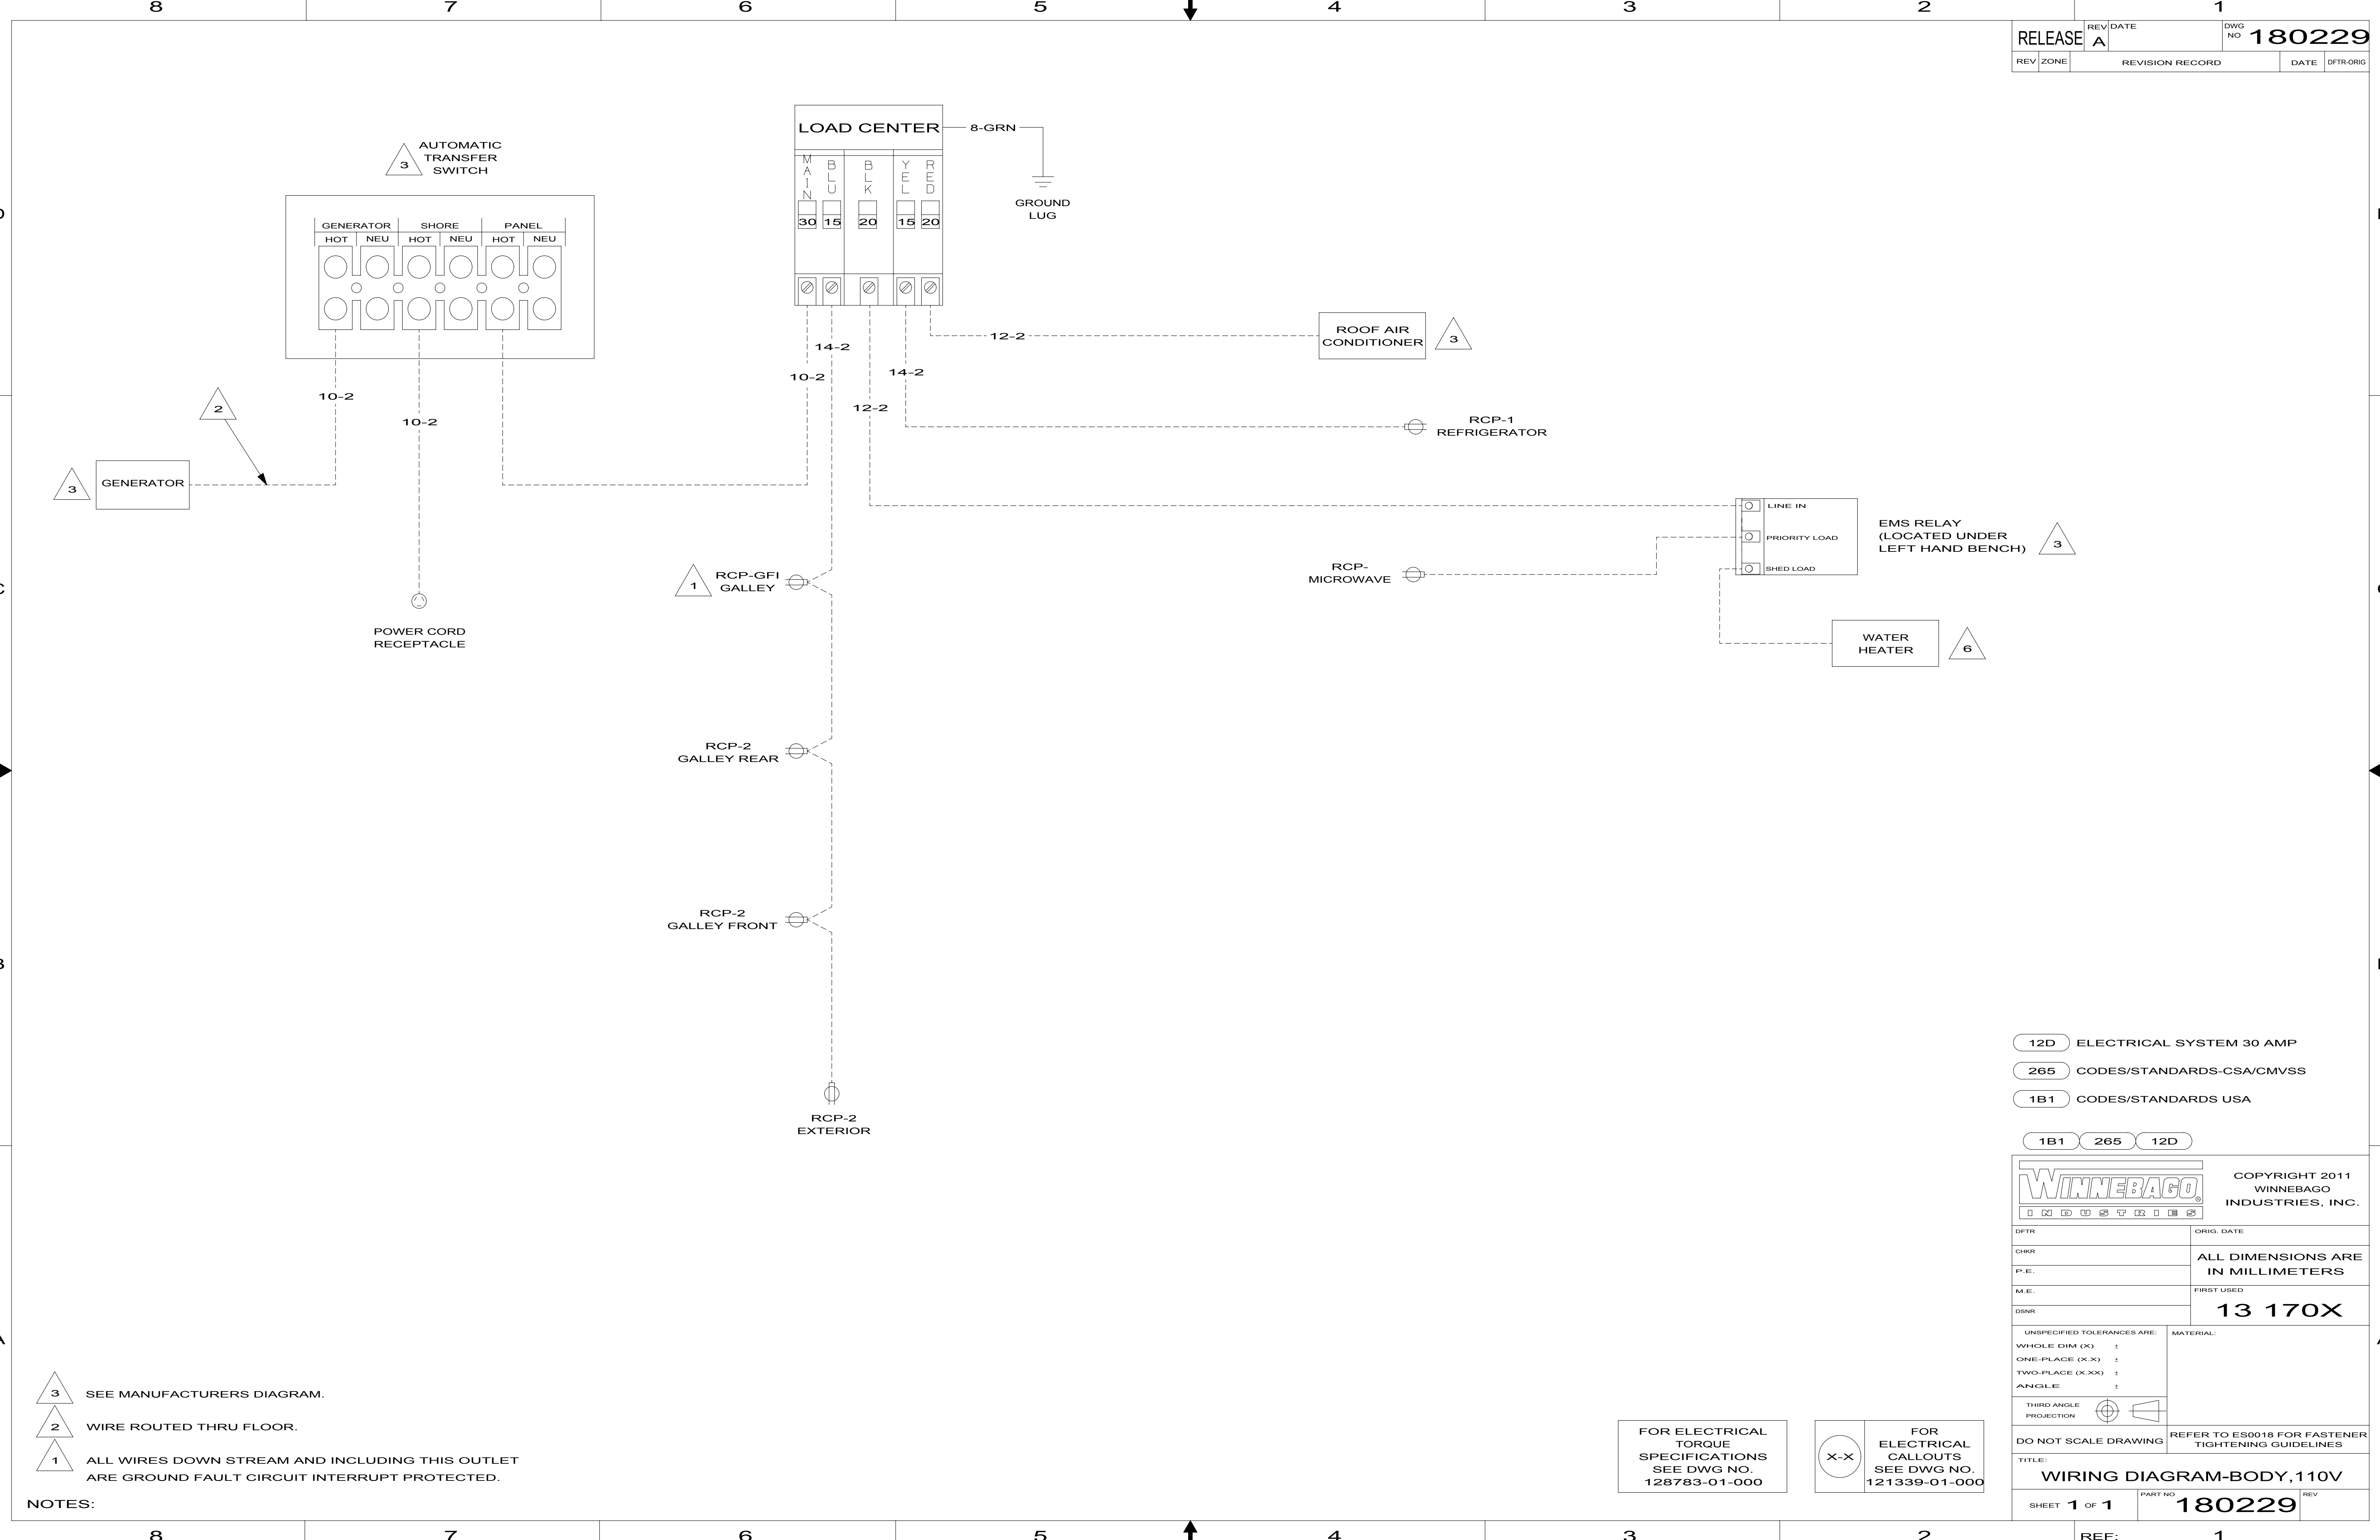 8 7 6 5 4 3 2 1
RELEASE
REV
A
DATE
DWG
NO
180229
REV ZONE REVISION RECORD DATE DFTR-ORIG
LOAD CENTER
8-GRN
GROUND
LUG
MAIN BLU BLK YEL RED
30 15 20 15 20
3
AUTOMATIC
TRANSFER
SWITCH
GENERATOR SHORE PANEL
HOT NEU HOT NEU HOT NEU
12-2
ROOF AIR
CONDITIONER
3
14-2
10-2
14-2
12-2
10-2
10-2
2
RCP-1
REFRIGERATOR
3
GENERATOR
LINE IN
PRIORITY LOAD
SHED LOAD
EMS RELAY
(LOCATED UNDER
LEFT HAND BENCH)
3
1
RCP-GFI
GALLEY
RCP-
MICROWAVE
POWER CORD
RECEPTACLE
WATER
HEATER
6
RCP-2
GALLEY REAR
RCP-2
GALLEY FRONT
RCP-2
EXTERIOR
12D ELECTRICAL SYSTEM 30 AMP
265 CODES/STANDARDS-CSA/CMVSS
1B1 CODES/STANDARDS USA
1B1 265 12D
WINNEBAGO
INDUSTRIES
®
COPYRIGHT 2011
WINNEBAGO
INDUSTRIES, INC.
DFTR
ORIG. DATE
CHKR
ALL DIMENSIONS ARE
IN MILLIMETERS
P.E.
M.E.
FIRST USED
13 170X
DSNR
UNSPECIFIED TOLERANCES ARE:
MATERIAL:
WHOLE DIM (X) ±
ONE-PLACE (X.X) ±
TWO-PLACE (X.XX) ±
ANGLE ±
THIRD ANGLE
PROJECTION
DO NOT SCALE DRAWING
REFER TO ES0018 FOR FASTENER
TIGHTENING GUIDELINES
TITLE:
WIRING DIAGRAM-BODY,110V
SHEET 1 OF 1
PART NO
180229
REV
3 SEE MANUFACTURERS DIAGRAM.
2 WIRE ROUTED THRU FLOOR.
1 ALL WIRES DOWN STREAM AND INCLUDING THIS OUTLET
ARE GROUND FAULT CIRCUIT INTERRUPT PROTECTED.
NOTES:
FOR ELECTRICAL
TORQUE
SPECIFICATIONS
SEE DWG NO.
128783-01-000
X-X
FOR
ELECTRICAL
CALLOUTS
SEE DWG NO.
121339-01-000
8 7 6 5 4 3 2 REF: 1